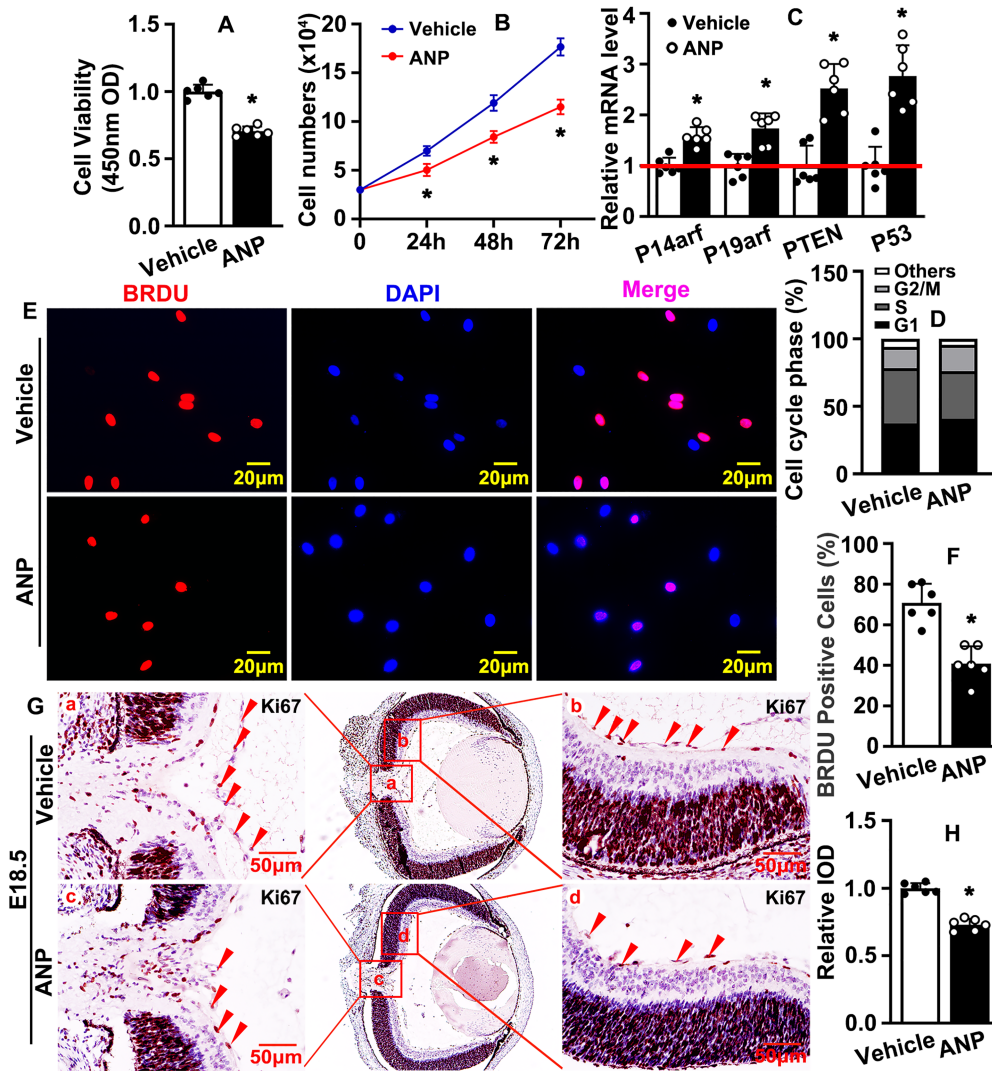 A
Cell Viability
(450nm OD)
1.5
1.0
0.5
0.0
*
Vehicle
ANP
B
Cell numbers (x10⁴)
20
15
10
5
0
Vehicle
ANP
*
*
*
0
24h
48h
72h
C
Relative mRNA level
4
3
2
1
0
Vehicle
ANP
*
*
*
*
P14arf
P19arf
PTEN
P53
D
Cell cycle phase (%)
150
100
50
0
Others
G2/M
S
G1
Vehicle
ANP
E
BRDU
DAPI
Merge
Vehicle
20μm
20μm
20μm
ANP
20μm
20μm
20μm
F
BRDU Positive Cells (%)
100
80
60
40
20
0
*
Vehicle
ANP
G
E18.5
Vehicle
a
Ki67
50μm
b
a
b
Ki67
50μm
ANP
c
Ki67
50μm
d
c
d
Ki67
50μm
H
Relative IOD
1.5
1.0
0.5
0.0
*
Vehicle
ANP